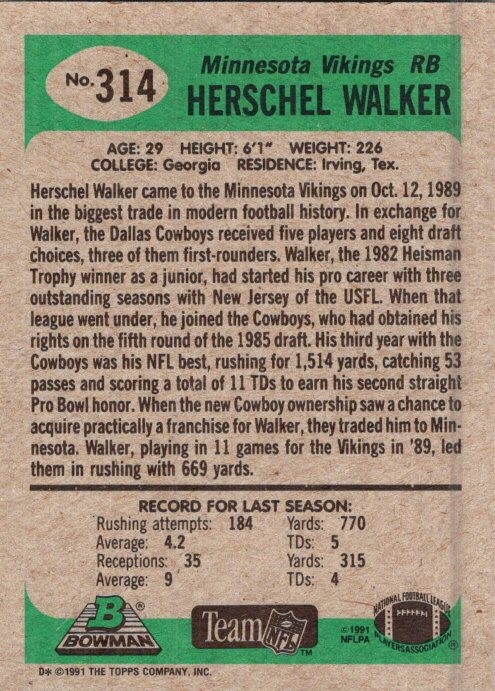 No. 314
Minnesota Vikings RB
HERSCHEL WALKER
AGE: 29 HEIGHT: 6'1" WEIGHT: 226
COLLEGE: Georgia RESIDENCE: Irving, Tex.
Herschel Walker came to the Minnesota Vikings on Oct. 12, 1989
in the biggest trade in modern football history. In exchange for
Walker, the Dallas Cowboys received five players and eight draft
choices, three of them first-rounders. Walker, the 1982 Heisman
Trophy winner as a junior, had started his pro career with three
outstanding seasons with New Jersey of the USFL. When that
league went under, he joined the Cowboys, who had obtained his
rights on the fifth round of the 1985 draft. His third year with the
Cowboys was his NFL best, rushing for 1,514 yards, catching 53
passes and scoring a total of 11 TDs to earn his second straight
Pro Bowl honor. When the new Cowboy ownership saw a chance to
acquire practically a franchise for Walker, they traded him to Min-
nesota. Walker, playing in 11 games for the Vikings in '89, led
them in rushing with 669 yards.
RECORD FOR LAST SEASON:
Rushing attempts: 184 Yards: 770
Average: 4.2 TDs: 5
Receptions: 35 Yards: 315
Average: 9 TDs: 4
B®
BOWMAN
Team NFL™
©1991
NFLPA
NATIONAL FOOTBALL LEAGUE
PLAYERS ASSOCIATION®
D* ©1991 THE TOPPS COMPANY, INC.